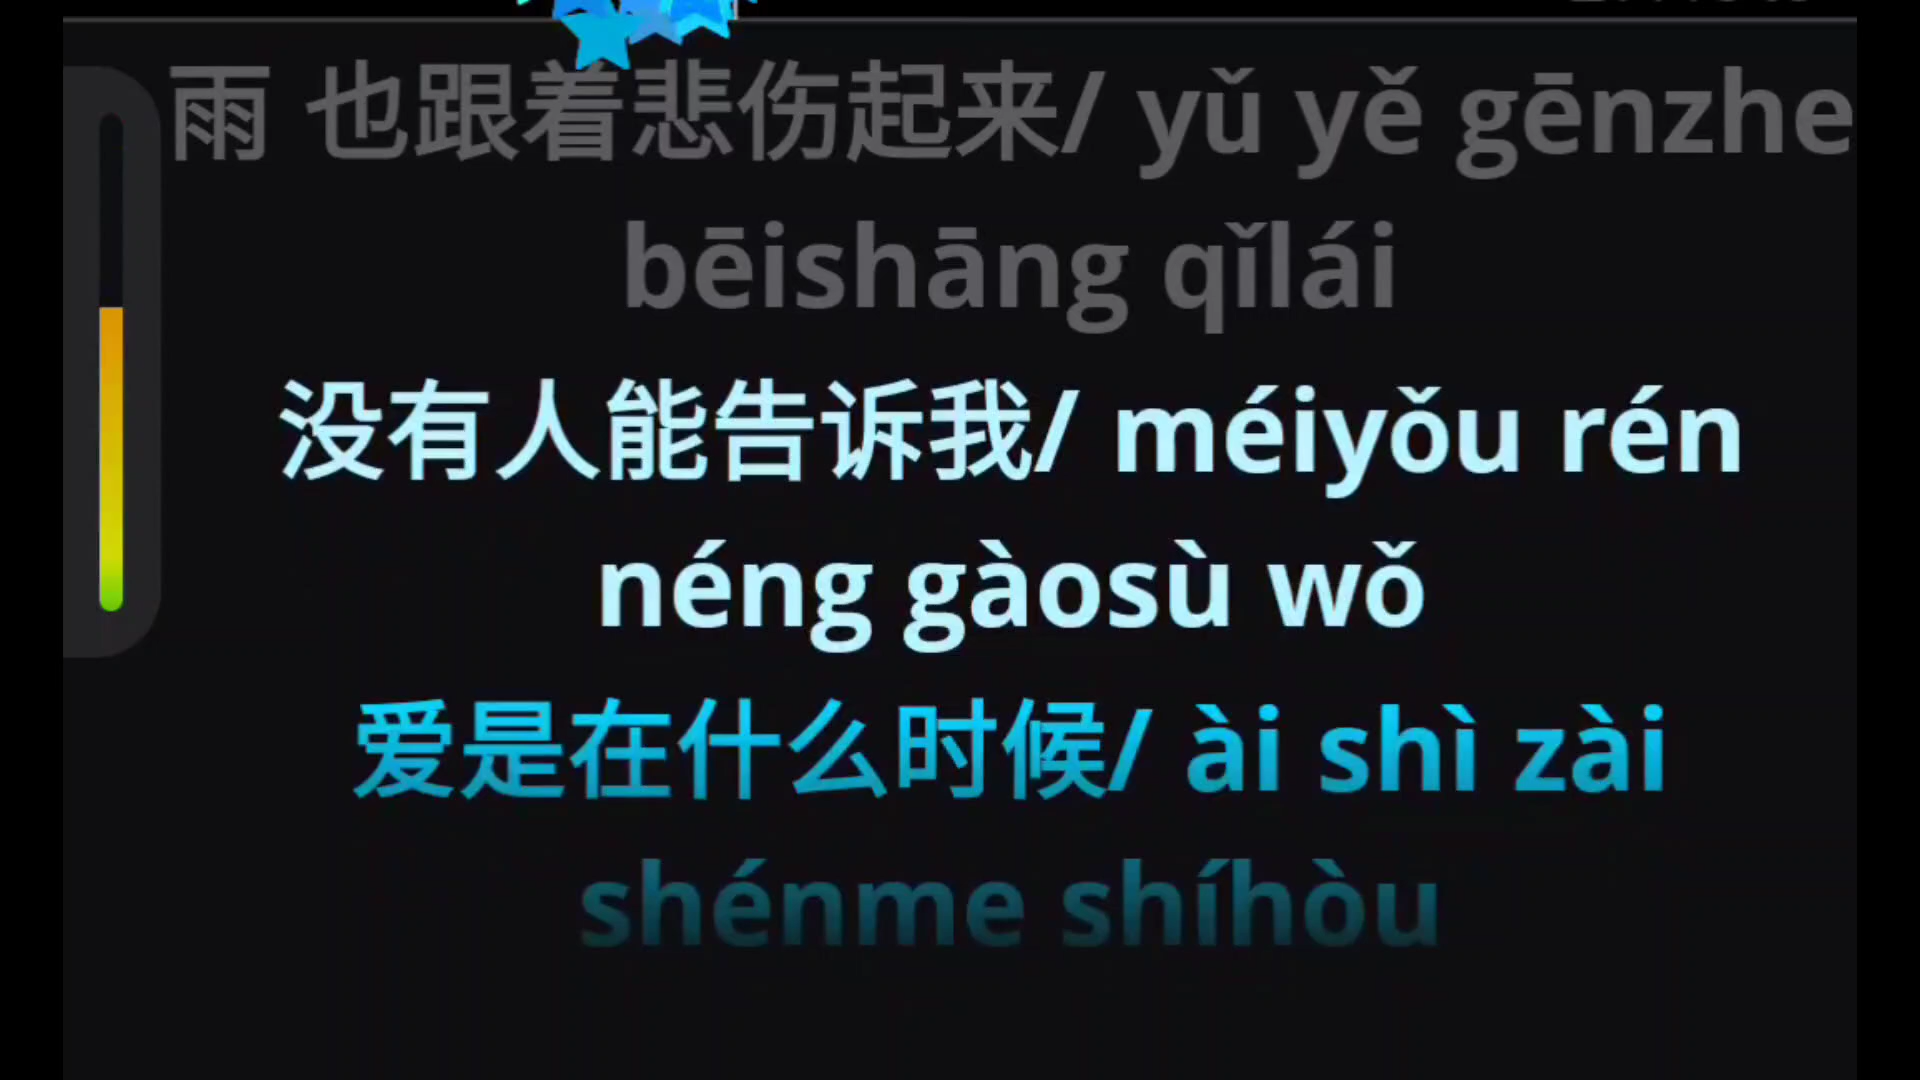 雨 也跟着悲伤起来/ yǔ yě gēnzhe
bēishāng qǐlái
没有人能告诉我/ méiyǒu rén
néng gàosù wǒ
爱是在什么时候/ ài shì zài
shénme shíhòu